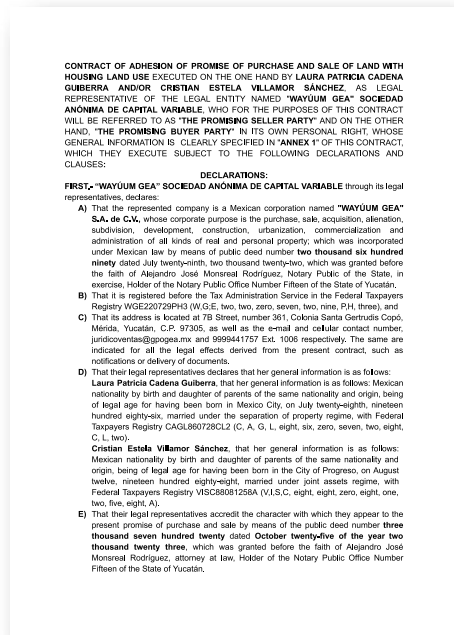 CONTRACT OF ADHESION OF PROMISE OF PURCHASE AND SALE OF LAND WITH
HOUSING LAND USE EXECUTED ON THE ONE HAND BY LAURA PATRICIA CADENA
GUIBERRA AND/OR CRISTIAN ESTELA VILLAMOR SÁNCHEZ, AS LEGAL
REPRESENTATIVE OF THE LEGAL ENTITY NAMED "WAYÚUM GEA" SOCIEDAD
ANÓNIMA DE CAPITAL VARIABLE, WHO FOR THE PURPOSES OF THIS CONTRACT
WILL BE REFERRED TO AS "THE PROMISING SELLER PARTY" AND ON THE OTHER
HAND, "THE PROMISING BUYER PARTY" IN ITS OWN PERSONAL RIGHT, WHOSE
GENERAL INFORMATION IS CLEARLY SPECIFIED IN "ANNEX 1" OF THIS CONTRACT,
WHICH THEY EXECUTE SUBJECT TO THE FOLLOWING DECLARATIONS AND
CLAUSES:
DECLARATIONS:
FIRST.- "WAYÚUM GEA" SOCIEDAD ANÓNIMA DE CAPITAL VARIABLE through its legal
representatives, declares:
A) That the represented company is a Mexican corporation named "WAYÚUM GEA"
S.A. de C.V., whose corporate purpose is the purchase, sale, acquisition, alienation,
subdivision, development, construction, urbanization, commercialization and
administration of all kinds of real and personal property; which was incorporated
under Mexican law by means of public deed number two thousand six hundred
ninety dated July twenty-ninth, two thousand twenty-two, which was granted before
the faith of Alejandro José Monsreal Rodríguez, Notary Public of the State, in
exercise, Holder of the Notary Public Office Number Fifteen of the State of Yucatán.
B) That it is registered before the Tax Administration Service in the Federal Taxpayers
Registry WGE220729PH3 (W,G;E, two, two, zero, seven, two, nine, P,H, three), and
C) That its address is located at 7B Street, number 361, Colonia Santa Gertrudis Copó,
Mérida, Yucatán, C.P. 97305, as well as the e-mail and cellular contact number,
juridicoventas@gpogea.mx and 9999441757 Ext. 1006 respectively. The same are
indicated for all the legal effects derived from the present contract, such as
notifications or delivery of documents.
D) That their legal representatives declares that her general information is as follows:
Laura Patricia Cadena Guiberra, that her general information is as follows: Mexican
nationality by birth and daughter of parents of the same nationality and origin, being
of legal age for having been born in Mexico City, on July twenty-eighth, nineteen
hundred eighty-six, married under the separation of property regime, with Federal
Taxpayers Registry CAGL860728CL2 (C, A, G, L, eight, six, zero, seven, two, eight,
C, L, two).
Cristian Estela Villamor Sánchez, that her general information is as follows:
Mexican nationality by birth and daughter of parents of the same nationality and
origin, being of legal age for having been born in the City of Progreso, on August
twelve, nineteen hundred eighty-eight, married under joint assets regime, with
Federal Taxpayers Registry VISC88081258A (V,I,S,C, eight, eight, zero, eight, one,
two, five, eight, A).
E) That their legal representatives accredit the character with which they appear to the
present promise of purchase and sale by means of the public deed number three
thousand seven hundred twenty dated October twenty-five of the year two
thousand twenty three, which was granted before the faith of Alejandro José
Monsreal Rodríguez, attorney at law, Holder of the Notary Public Office Number
Fifteen of the State of Yucatán.